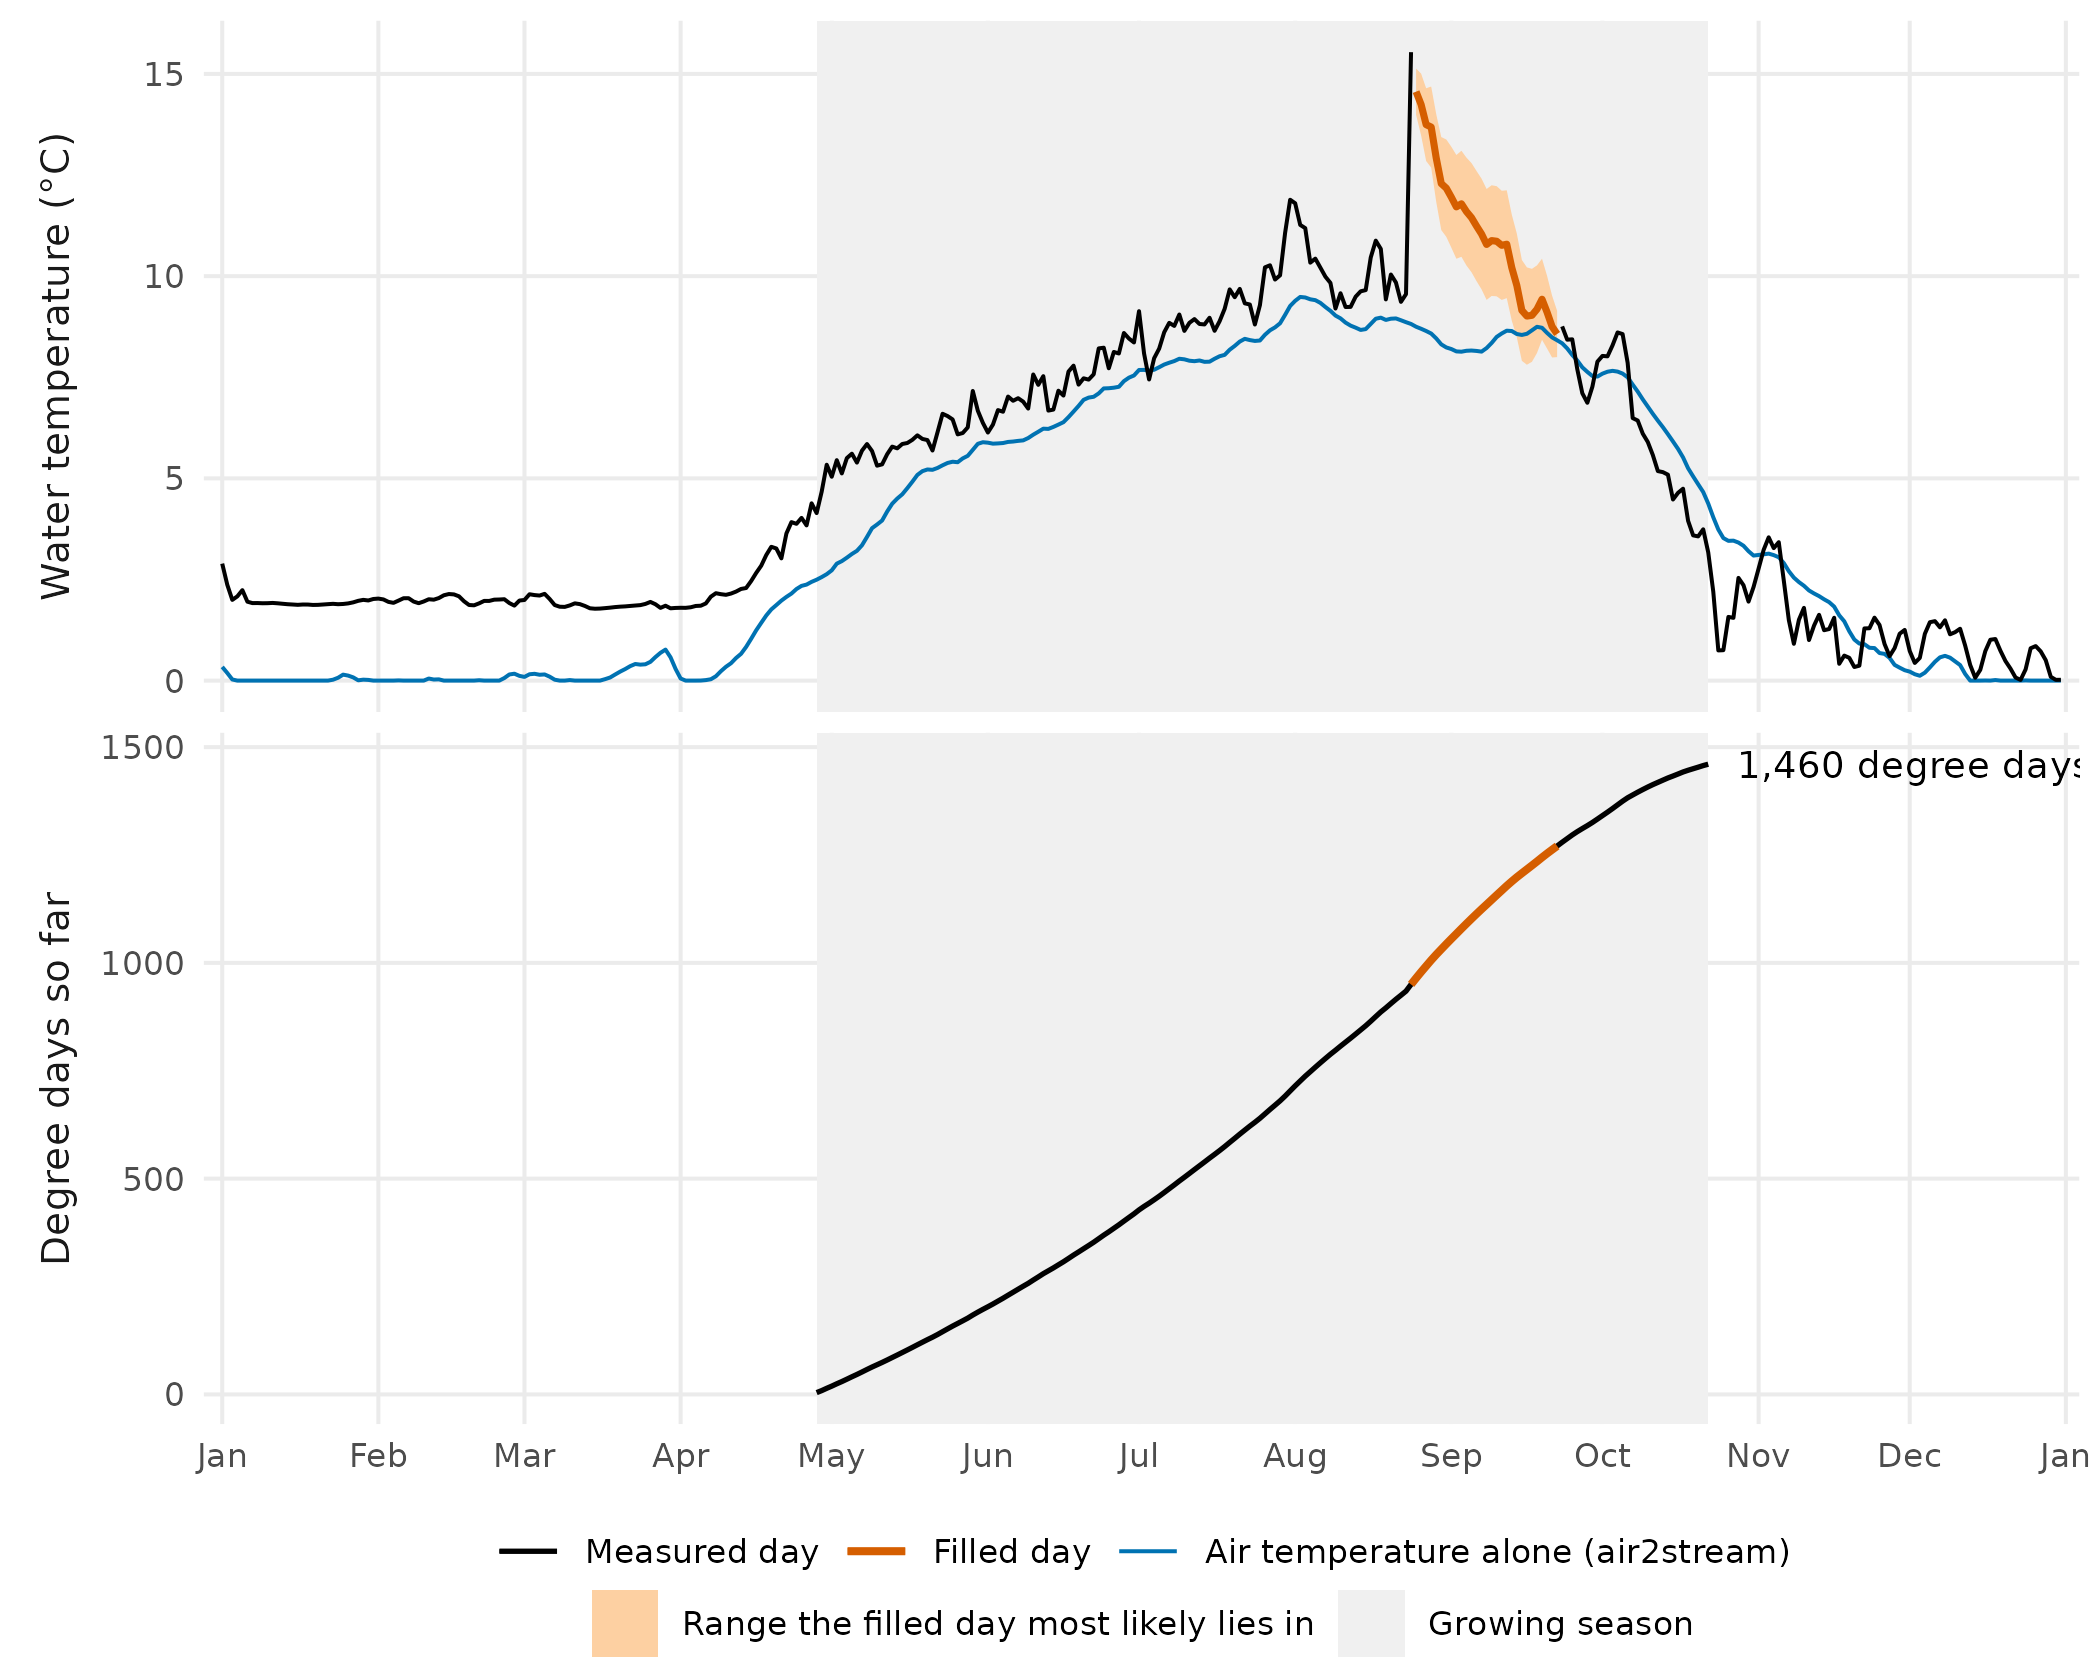 Water temperature (°C)
15
10
5
0
Degree days so far
1500
1000
500
0
1,460 degree days
Jan Feb Mar Apr May Jun Jul Aug Sep Oct Nov Dec Jan
Measured day Filled day Air temperature alone (air2stream)
Range the filled day most likely lies in Growing season